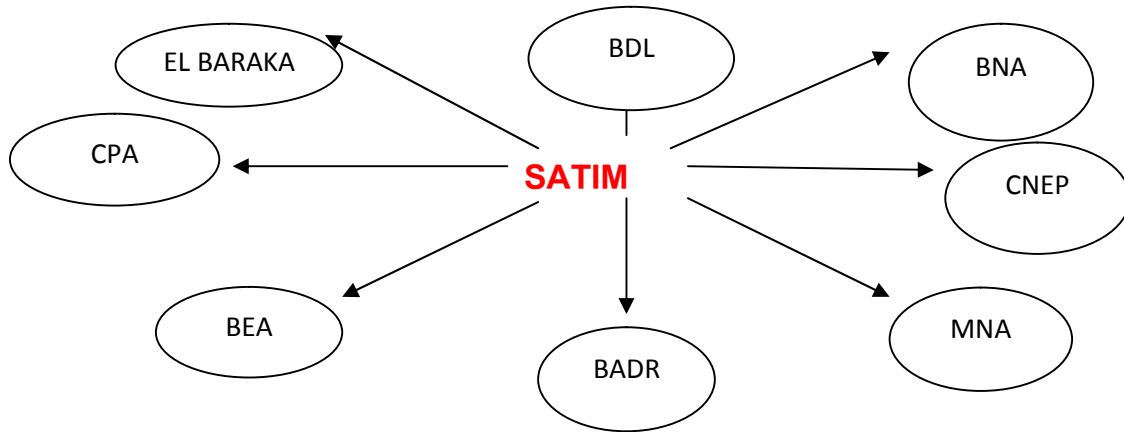 EL BARAKA
BDL
BNA
CPA
SATIM
CNEP
BEA
BADR
MNA